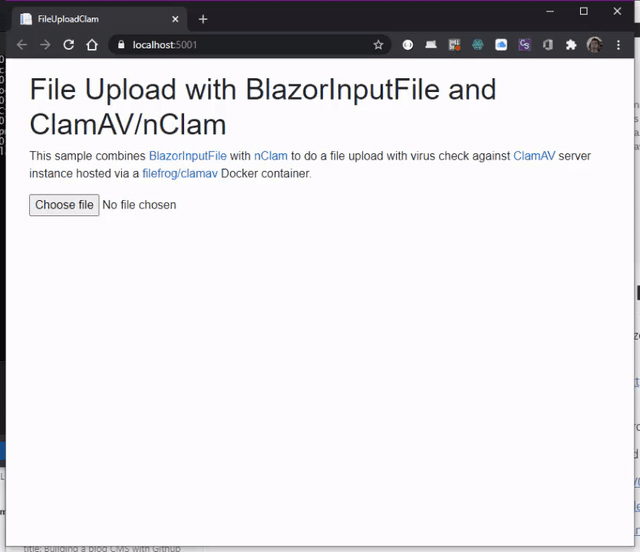 FileUploadClam
localhost:5001
File Upload with BlazorInputFile and
ClamAV/nClam
This sample combines BlazorInputFile with nClam to do a file upload with virus check against ClamAV server
instance hosted via a filefrog/clamav Docker container.
Choose file No file chosen
title: Building a blog CMS with Github